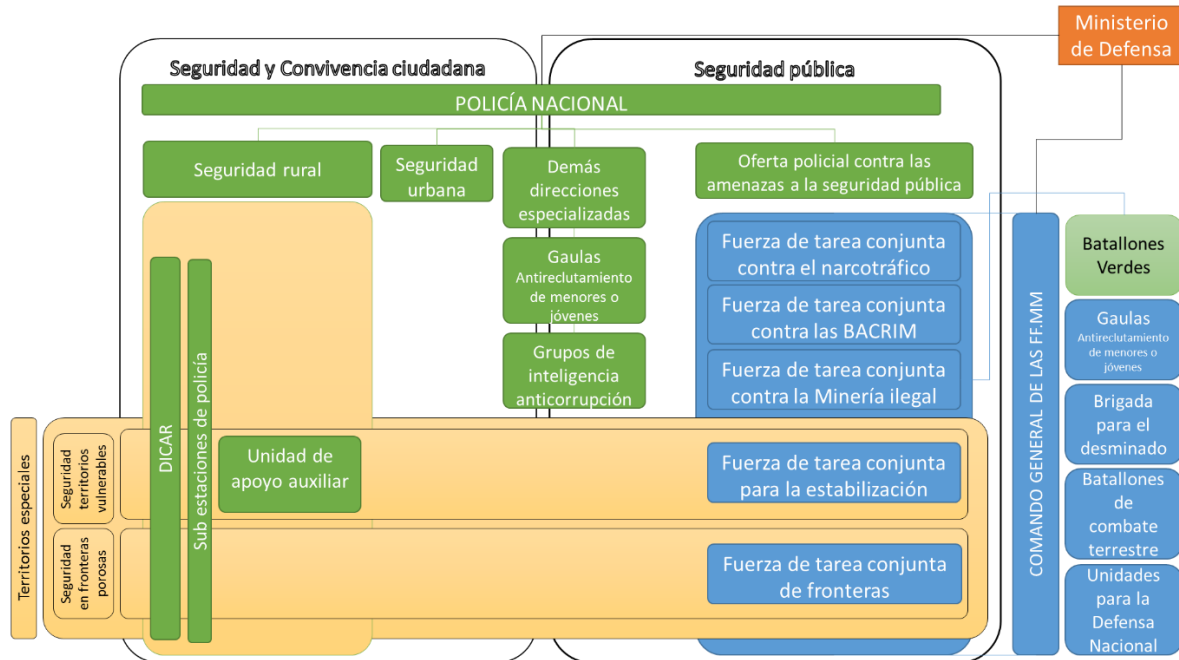 Ministerio
de Defensa
Seguridad y Convivencia ciudadana
Seguridad pública
POLICÍA NACIONAL
Seguridad rural
Seguridad
urbana
Demás
direcciones
especializadas
Oferta policial contra las
amenazas a la seguridad pública
Gaulas
Antireclutamiento
de menores o
jóvenes
Grupos de
inteligencia
anticorrupción
Fuerza de tarea conjunta
contra el narcotráfico
Fuerza de tarea conjunta
contra las BACRIM
Fuerza de tarea conjunta
contra la Minería ilegal
COMANDO GENERAL DE LAS FF.MM
Batallones
Verdes
Gaulas
Antireclutamiento
de menores o
jóvenes
Brigada
para el
desminado
Batallones
de
combate
terrestre
Unidades
para la
Defensa
Nacional
Territorios especiales
Seguridad
territorios
vulnerables
Seguridad
en fronteras
porosas
DICAR
Sub estaciones de policía
Unidad de
apoyo auxiliar
Fuerza de tarea conjunta
para la estabilización
Fuerza de tarea conjunta
de fronteras